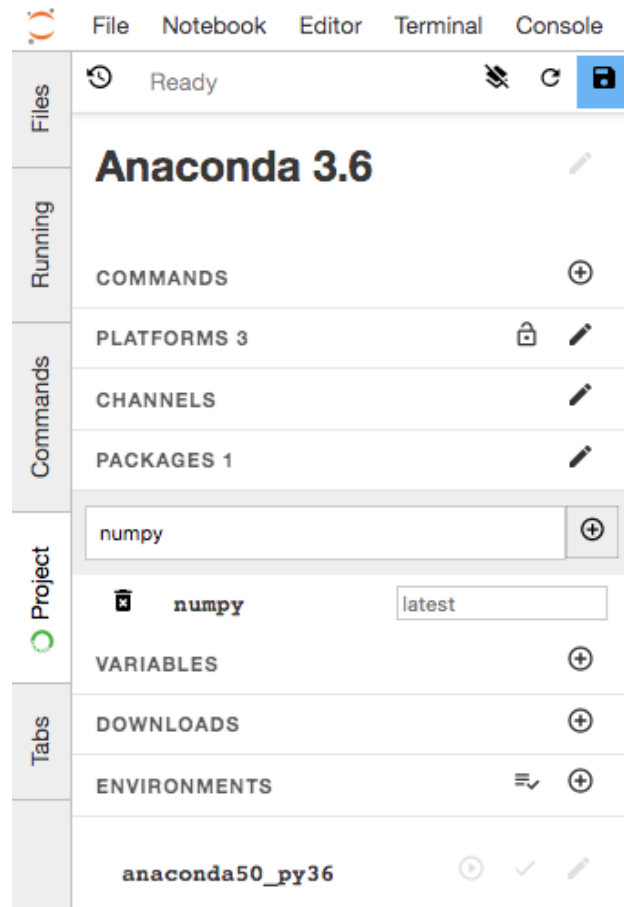 File Notebook Editor Terminal Console
Ready
Files
Running
Commands
Project
Tabs
Anaconda 3.6
COMMANDS
PLATFORMS 3
CHANNELS
PACKAGES 1
numpy
numpy latest
VARIABLES
DOWNLOADS
ENVIRONMENTS
anaconda50_py36